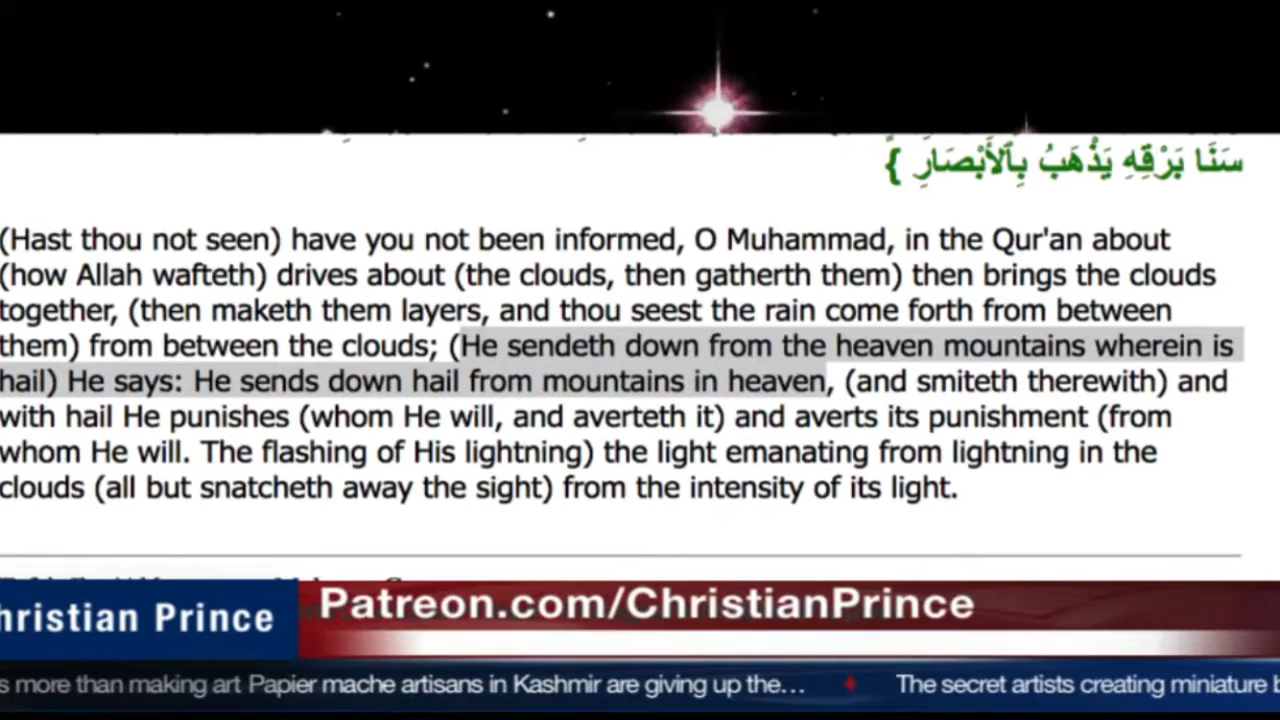 سَنَا بَرْقِهِ يَذْهَبُ بِٱلأَبْصَارِ }
(Hast thou not seen) have you not been informed, O Muhammad, in the Qur'an about
(how Allah wafteth) drives about (the clouds, then gatherth them) then brings the clouds
together, (then maketh them layers, and thou seest the rain come forth from between
them) from between the clouds; (He sendeth down from the heaven mountains wherein is
hail) He says: He sends down hail from mountains in heaven, (and smiteth therewith) and
with hail He punishes (whom He will, and averteth it) and averts its punishment (from
whom He will. The flashing of His lightning) the light emanating from lightning in the
clouds (all but snatcheth away the sight) from the intensity of its light.
hristian Prince
Patreon.com/ChristianPrince
s more than making art Papier mache artisans in Kashmir are giving up the... ♦ The secret artists creating miniature b